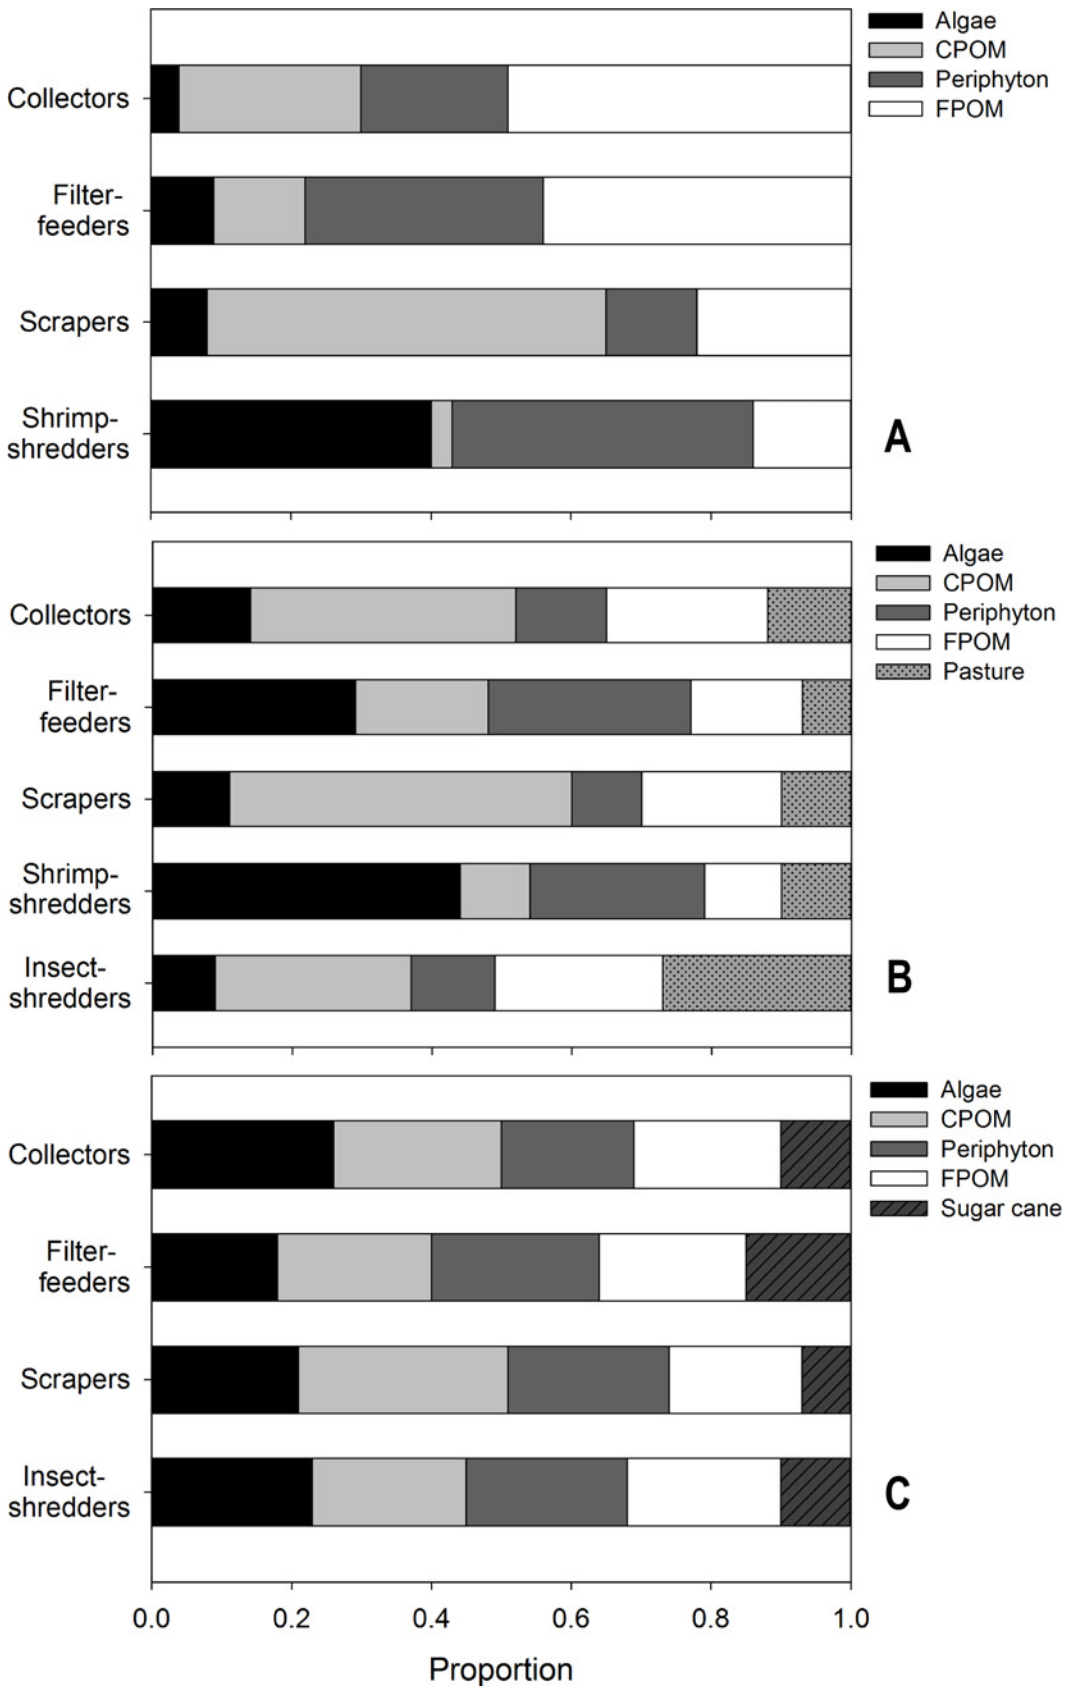 Algae
CPOM
Periphyton
FPOM
Collectors
Filter-
feeders
Scrapers
Shrimp-
shredders
A
Algae
CPOM
Periphyton
FPOM
Pasture
Collectors
Filter-
feeders
Scrapers
Shrimp-
shredders
Insect-
shredders
B
Algae
CPOM
Periphyton
FPOM
Sugar cane
Collectors
Filter-
feeders
Scrapers
Insect-
shredders
C
0.0 0.2 0.4 0.6 0.8 1.0
Proportion